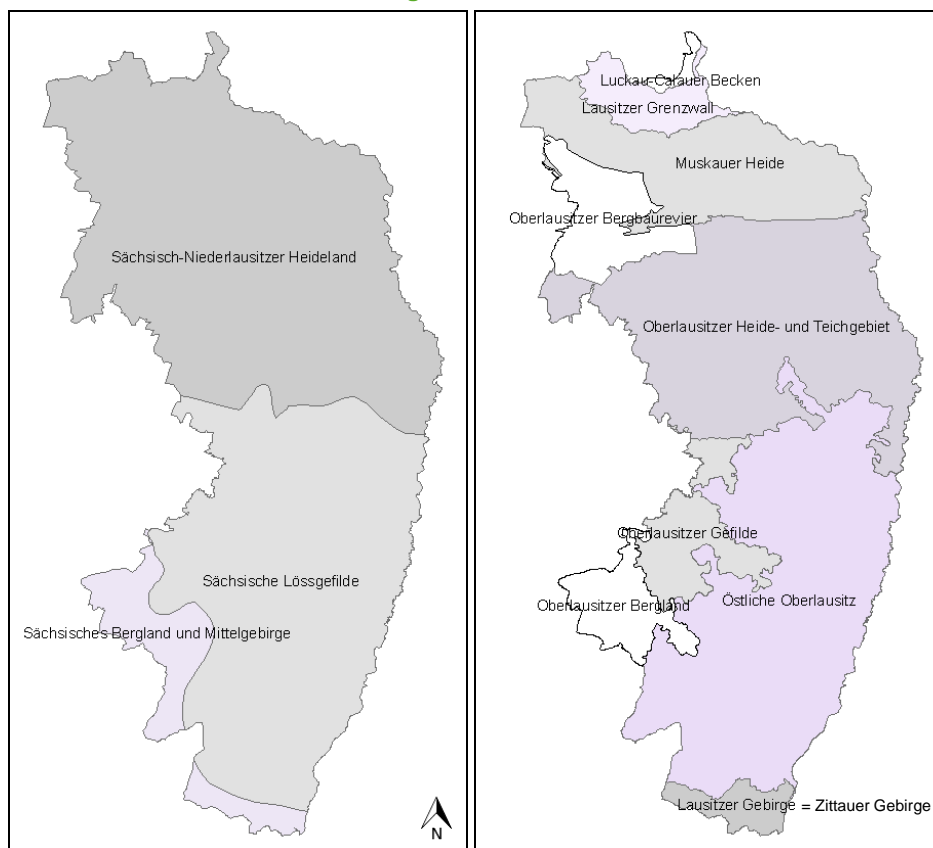 Sächsisch-Niederlausitzer Heideland
Sächsische Lössgefilde
Sächsisches Bergland und Mittelgebirge
N
Luckau-Calauer Becken
Lausitzer Grenzwall
Muskauer Heide
Oberlausitzer Bergbaurevier
Oberlausitzer Heide- und Teichgebiet
Oberlausitzer Gefilde
Oberlausitzer Bergland
Östliche Oberlausitz
Lausitzer Gebirge = Zittauer Gebirge